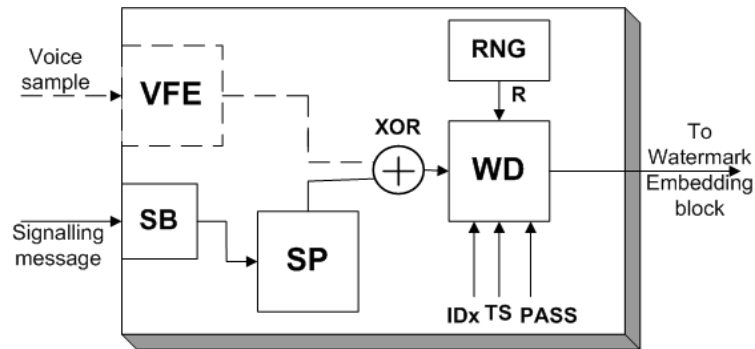 Voice
sample
VFE
RNG
R
XOR
WD
To
Watermark
Embedding
block
SB
Signalling
message
SP
IDx TS PASS